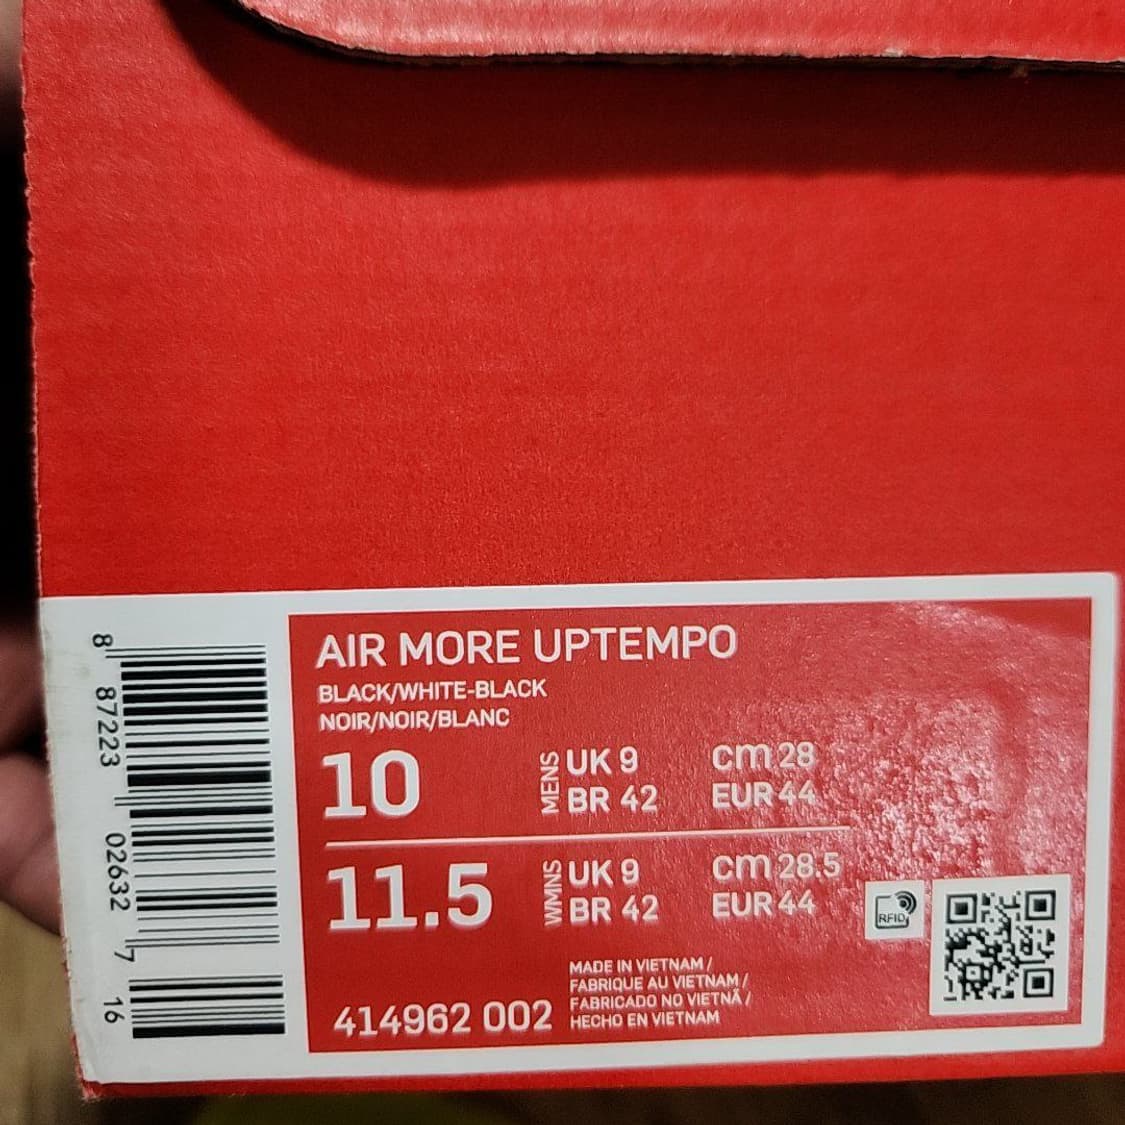 AIR MORE UPTEMPO
BLACK/WHITE-BLACK
NOIR/NOIR/BLANC
10
MENS
UK 9
CM 28
BR 42
EUR 44
11.5
WMNS
UK 9
CM 28.5
BR 42
EUR 44
RFID
414962 002
MADE IN VIETNAM /
FABRIQUE AU VIETNAM /
FABRICADO NO VIETNÃ /
HECHO EN VIETNAM
8 87223 02632 7 16